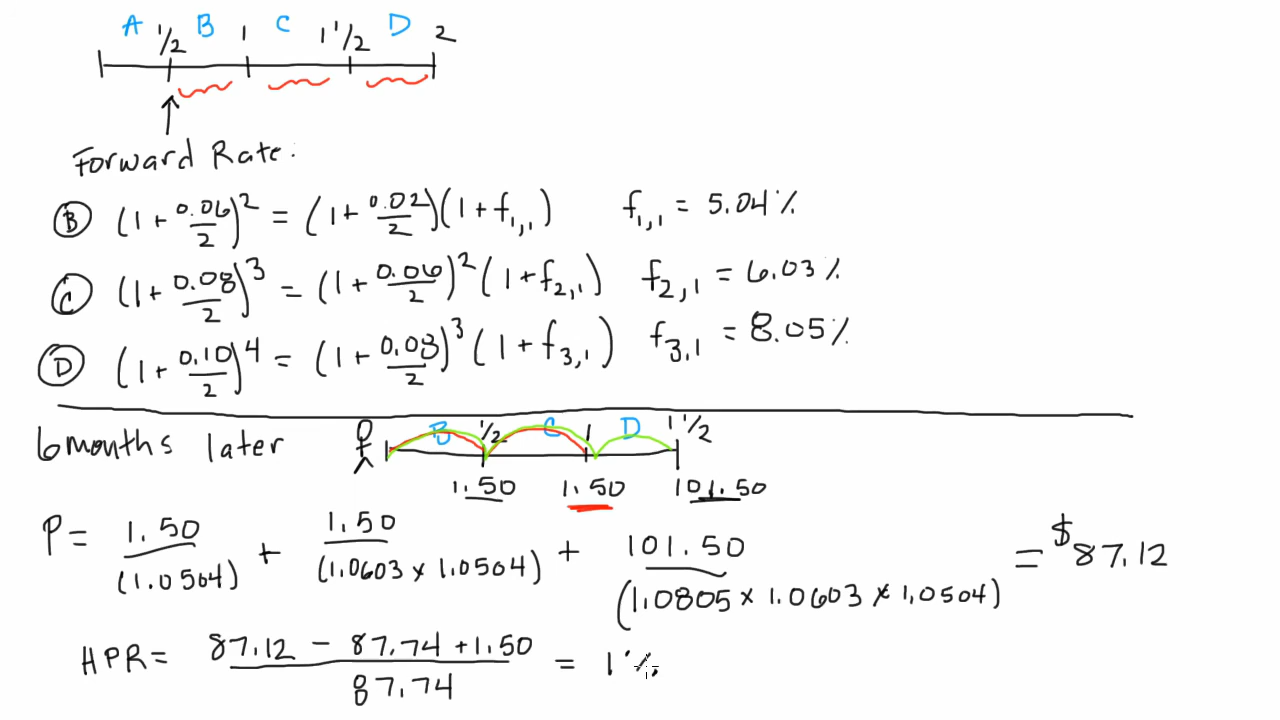 A ½ B 1 C 1½ D 2
Forward Rate:
Ⓑ (1 + 0.06/2)² = (1 + 0.02/2)(1 + f₁,₁) f₁,₁ = 5.04%
Ⓒ (1 + 0.08/2)³ = (1 + 0.06/2)² (1 + f₂,₁) f₂,₁ = 6.03%
Ⓓ (1 + 0.10/2)⁴ = (1 + 0.08/2)³ (1 + f₃,₁) f₃,₁ = 8.05%
6 months later 0 B ½ C 1 D 1½
1.50 1.50 101.50
P = 1.50/(1.0504) + 1.50/(1.0603 × 1.0504) + 101.50/(1.0805 × 1.0603 × 1.0504) = $87.12
HPR = 87.12 − 87.74 + 1.50/87.74 = 1%